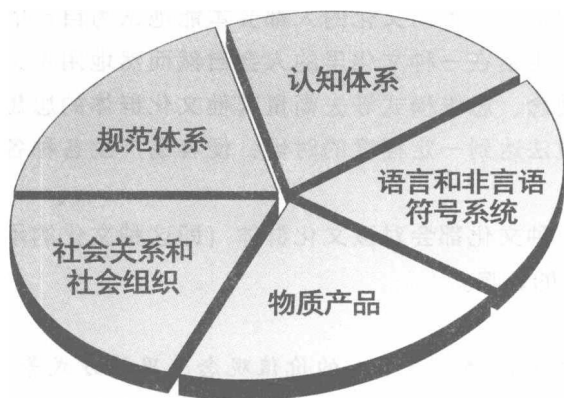 认知体系
规范体系
语言和非言语
符号系统
社会关系和
社会组织
物质产品